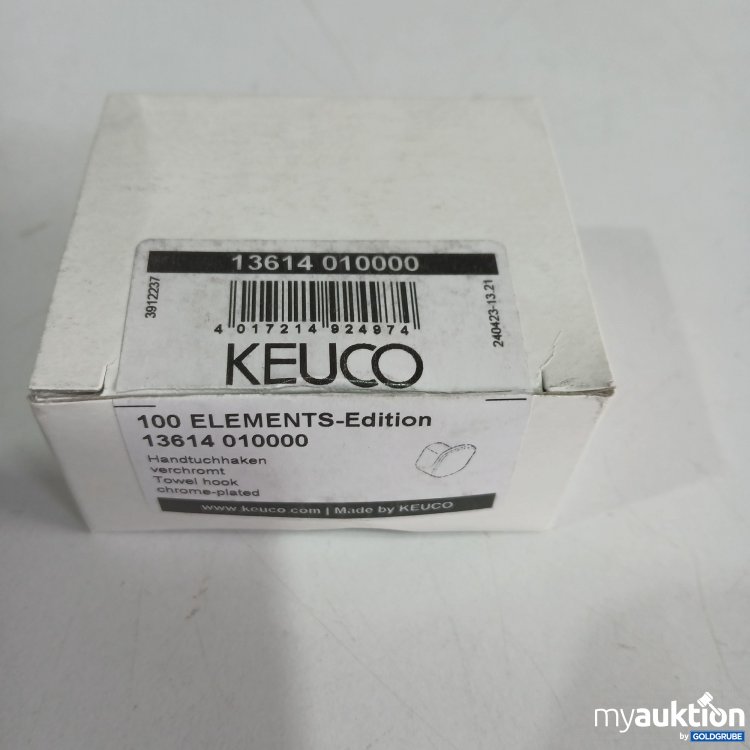 13614 010000
3912237
240423-13.21
4 017214 924974
KEUCO
100 ELEMENTS-Edition
13614 010000
Handtuchhaken
verchromt
Towel hook
chrome-plated
www.keuco.com | Made by KEUCO
myauktion
by GOLDGRUBE